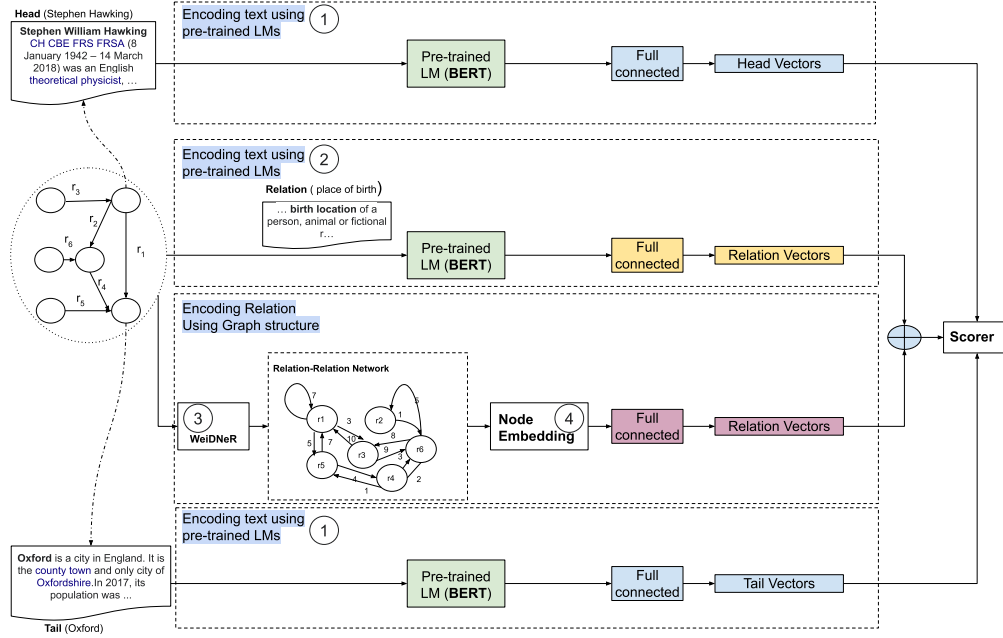 Head (Stephen Hawking)
Stephen William Hawking
CH CBE FRS FRSA (8
January 1942 – 14 March
2018) was an English
theoretical physicist, …
Encoding text using
pre-trained LMs
1
Pre-trained
LM (BERT)
Full
connected
Head Vectors
Encoding text using
pre-trained LMs
2
Relation ( place of birth)
… birth location of a
person, animal or fictional
r…
Pre-trained
LM (BERT)
Full
connected
Relation Vectors
r3
r2
r1
r6
r4
r5
Encoding Relation
Using Graph structure
3
WeiDNeR
Relation-Relation Network
7
r1
3
10
5
7
r3
9
r2
1
5
8
r6
3
r5
4
1
r4
2
Node
Embedding
4
Full
connected
Relation Vectors
Scorer
Encoding text using
pre-trained LMs
1
Oxford is a city in England. It is
the county town and only city of
Oxfordshire.In 2017, its
population was ...
Tail (Oxford)
Pre-trained
LM (BERT)
Full
connected
Tail Vectors